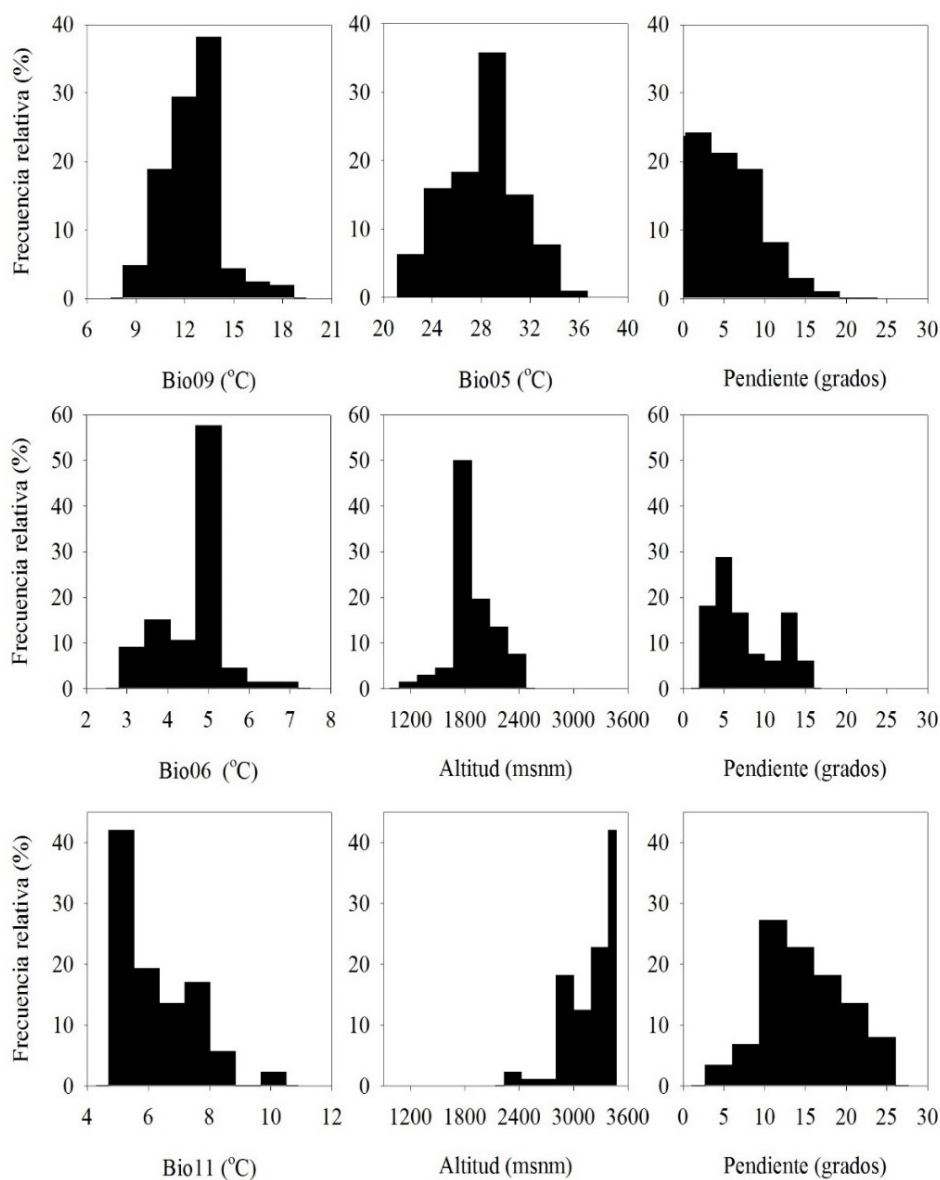 40 40 40
30 30 30
20 20 20
10 10 10
0 0 0
Frecuencia relativa (%)
6 9 12 15 18 21 20 24 28 32 36 40 0 5 10 15 20 25 30
Bio09 (°C) Bio05 (°C) Pendiente (grados)
60 60 60
50 50 50
40 40 40
30 30 30
20 20 20
10 10 10
0 0 0
Frecuencia relativa (%)
2 3 4 5 6 7 8 1200 1800 2400 3000 3600 0 5 10 15 20 25 30
Bio06 (°C) Altitud (msnm) Pendiente (grados)
40 40 40
30 30 30
20 20 20
10 10 10
0 0 0
Frecuencia relativa (%)
4 6 8 10 12 1200 1800 2400 3000 3600 0 5 10 15 20 25 30
Bio11 (°C) Altitud (msnm) Pendiente (grados)